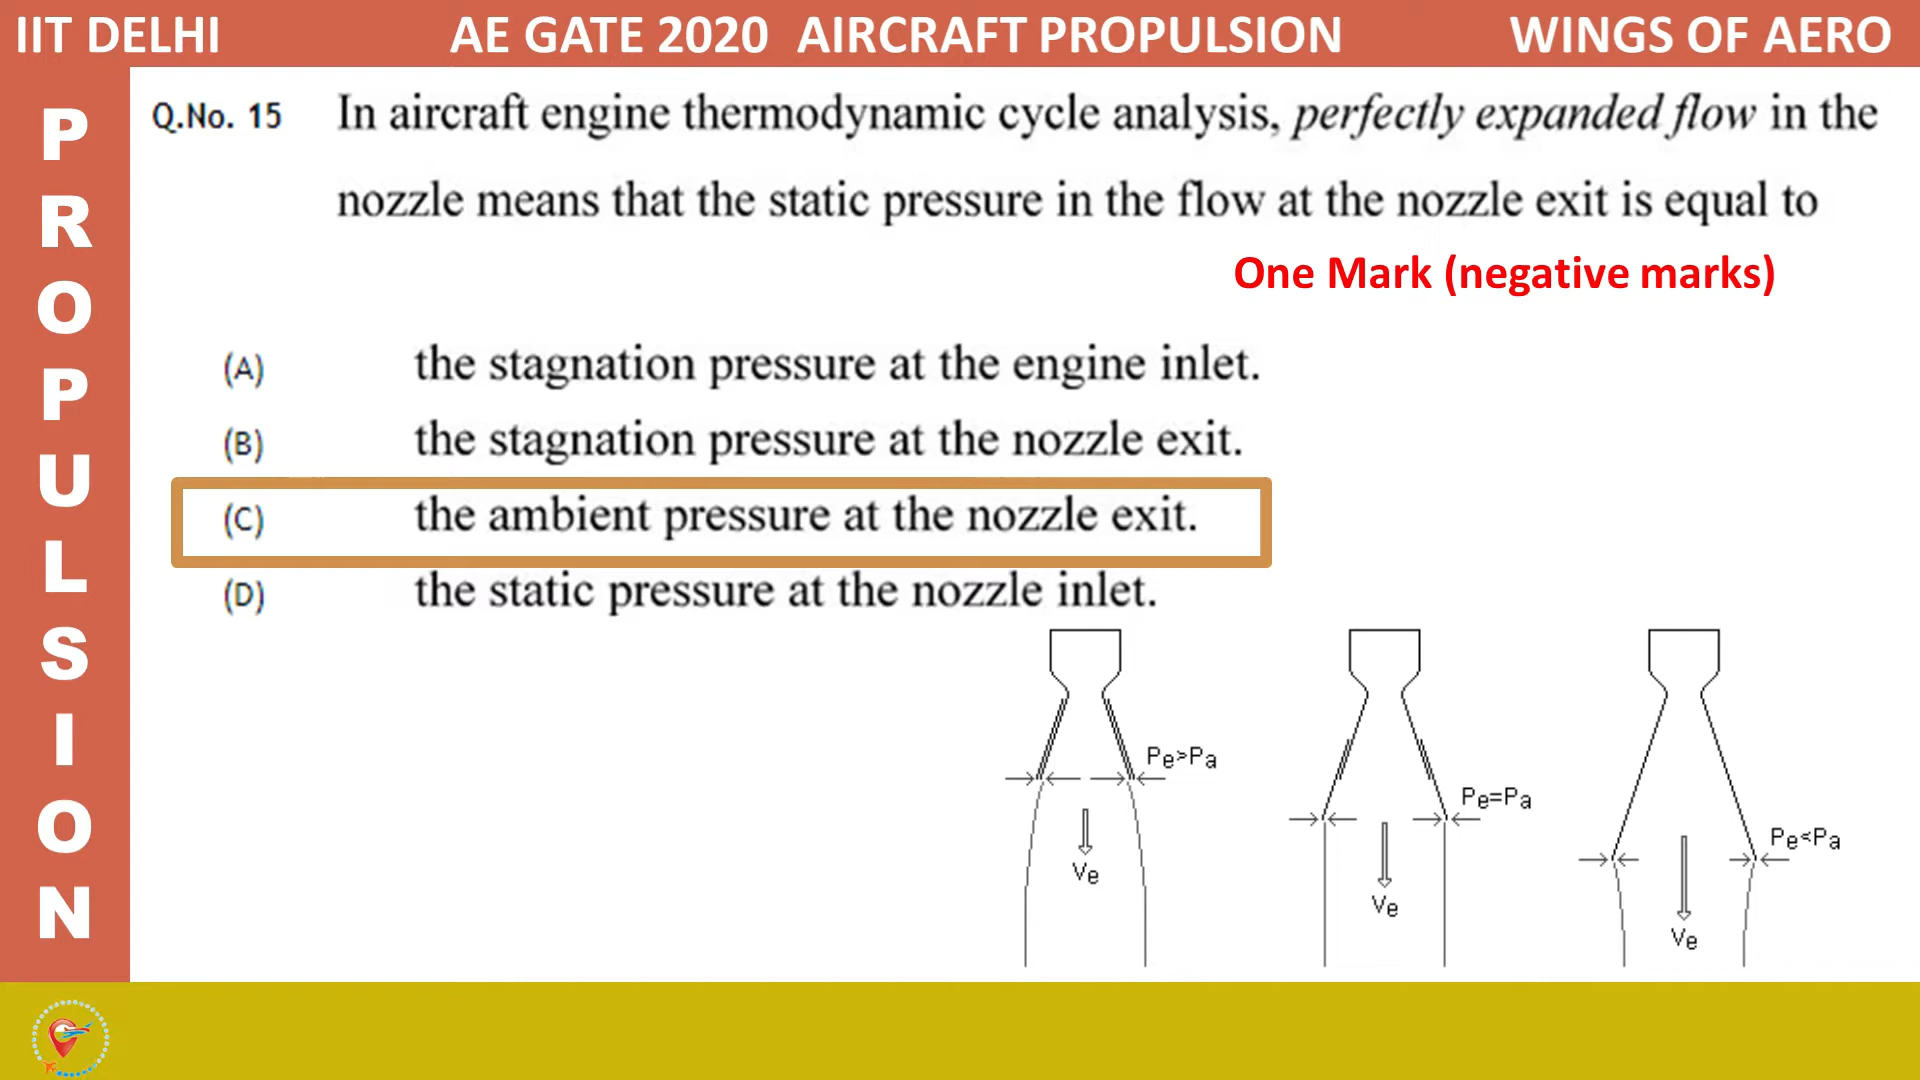 IIT DELHI AE GATE 2020 AIRCRAFT PROPULSION WINGS OF AERO
PROPULSION
Q.No. 15 In aircraft engine thermodynamic cycle analysis, perfectly expanded flow in the
nozzle means that the static pressure in the flow at the nozzle exit is equal to
One Mark (negative marks)
(A) the stagnation pressure at the engine inlet.
(B) the stagnation pressure at the nozzle exit.
(C) the ambient pressure at the nozzle exit.
(D) the static pressure at the nozzle inlet.
Pe>Pa
Ve
Pe=Pa
Ve
Pe<Pa
Ve